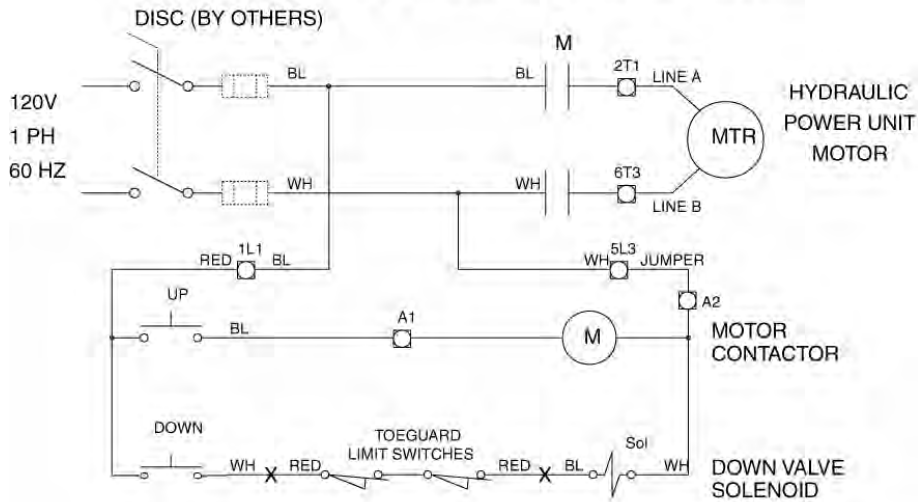 DISC (BY OTHERS)
120V
1 PH
60 HZ
BL
BL
M
2T1
LINE A
MTR
HYDRAULIC
POWER UNIT
MOTOR
WH
WH
6T3
LINE B
RED
1L1
BL
WH
5L3
JUMPER
A2
UP
BL
A1
M
MOTOR
CONTACTOR
DOWN
WH
X
RED
TOEGUARD
LIMIT SWITCHES
RED
X
BL
Sol
WH
DOWN VALVE
SOLENOID